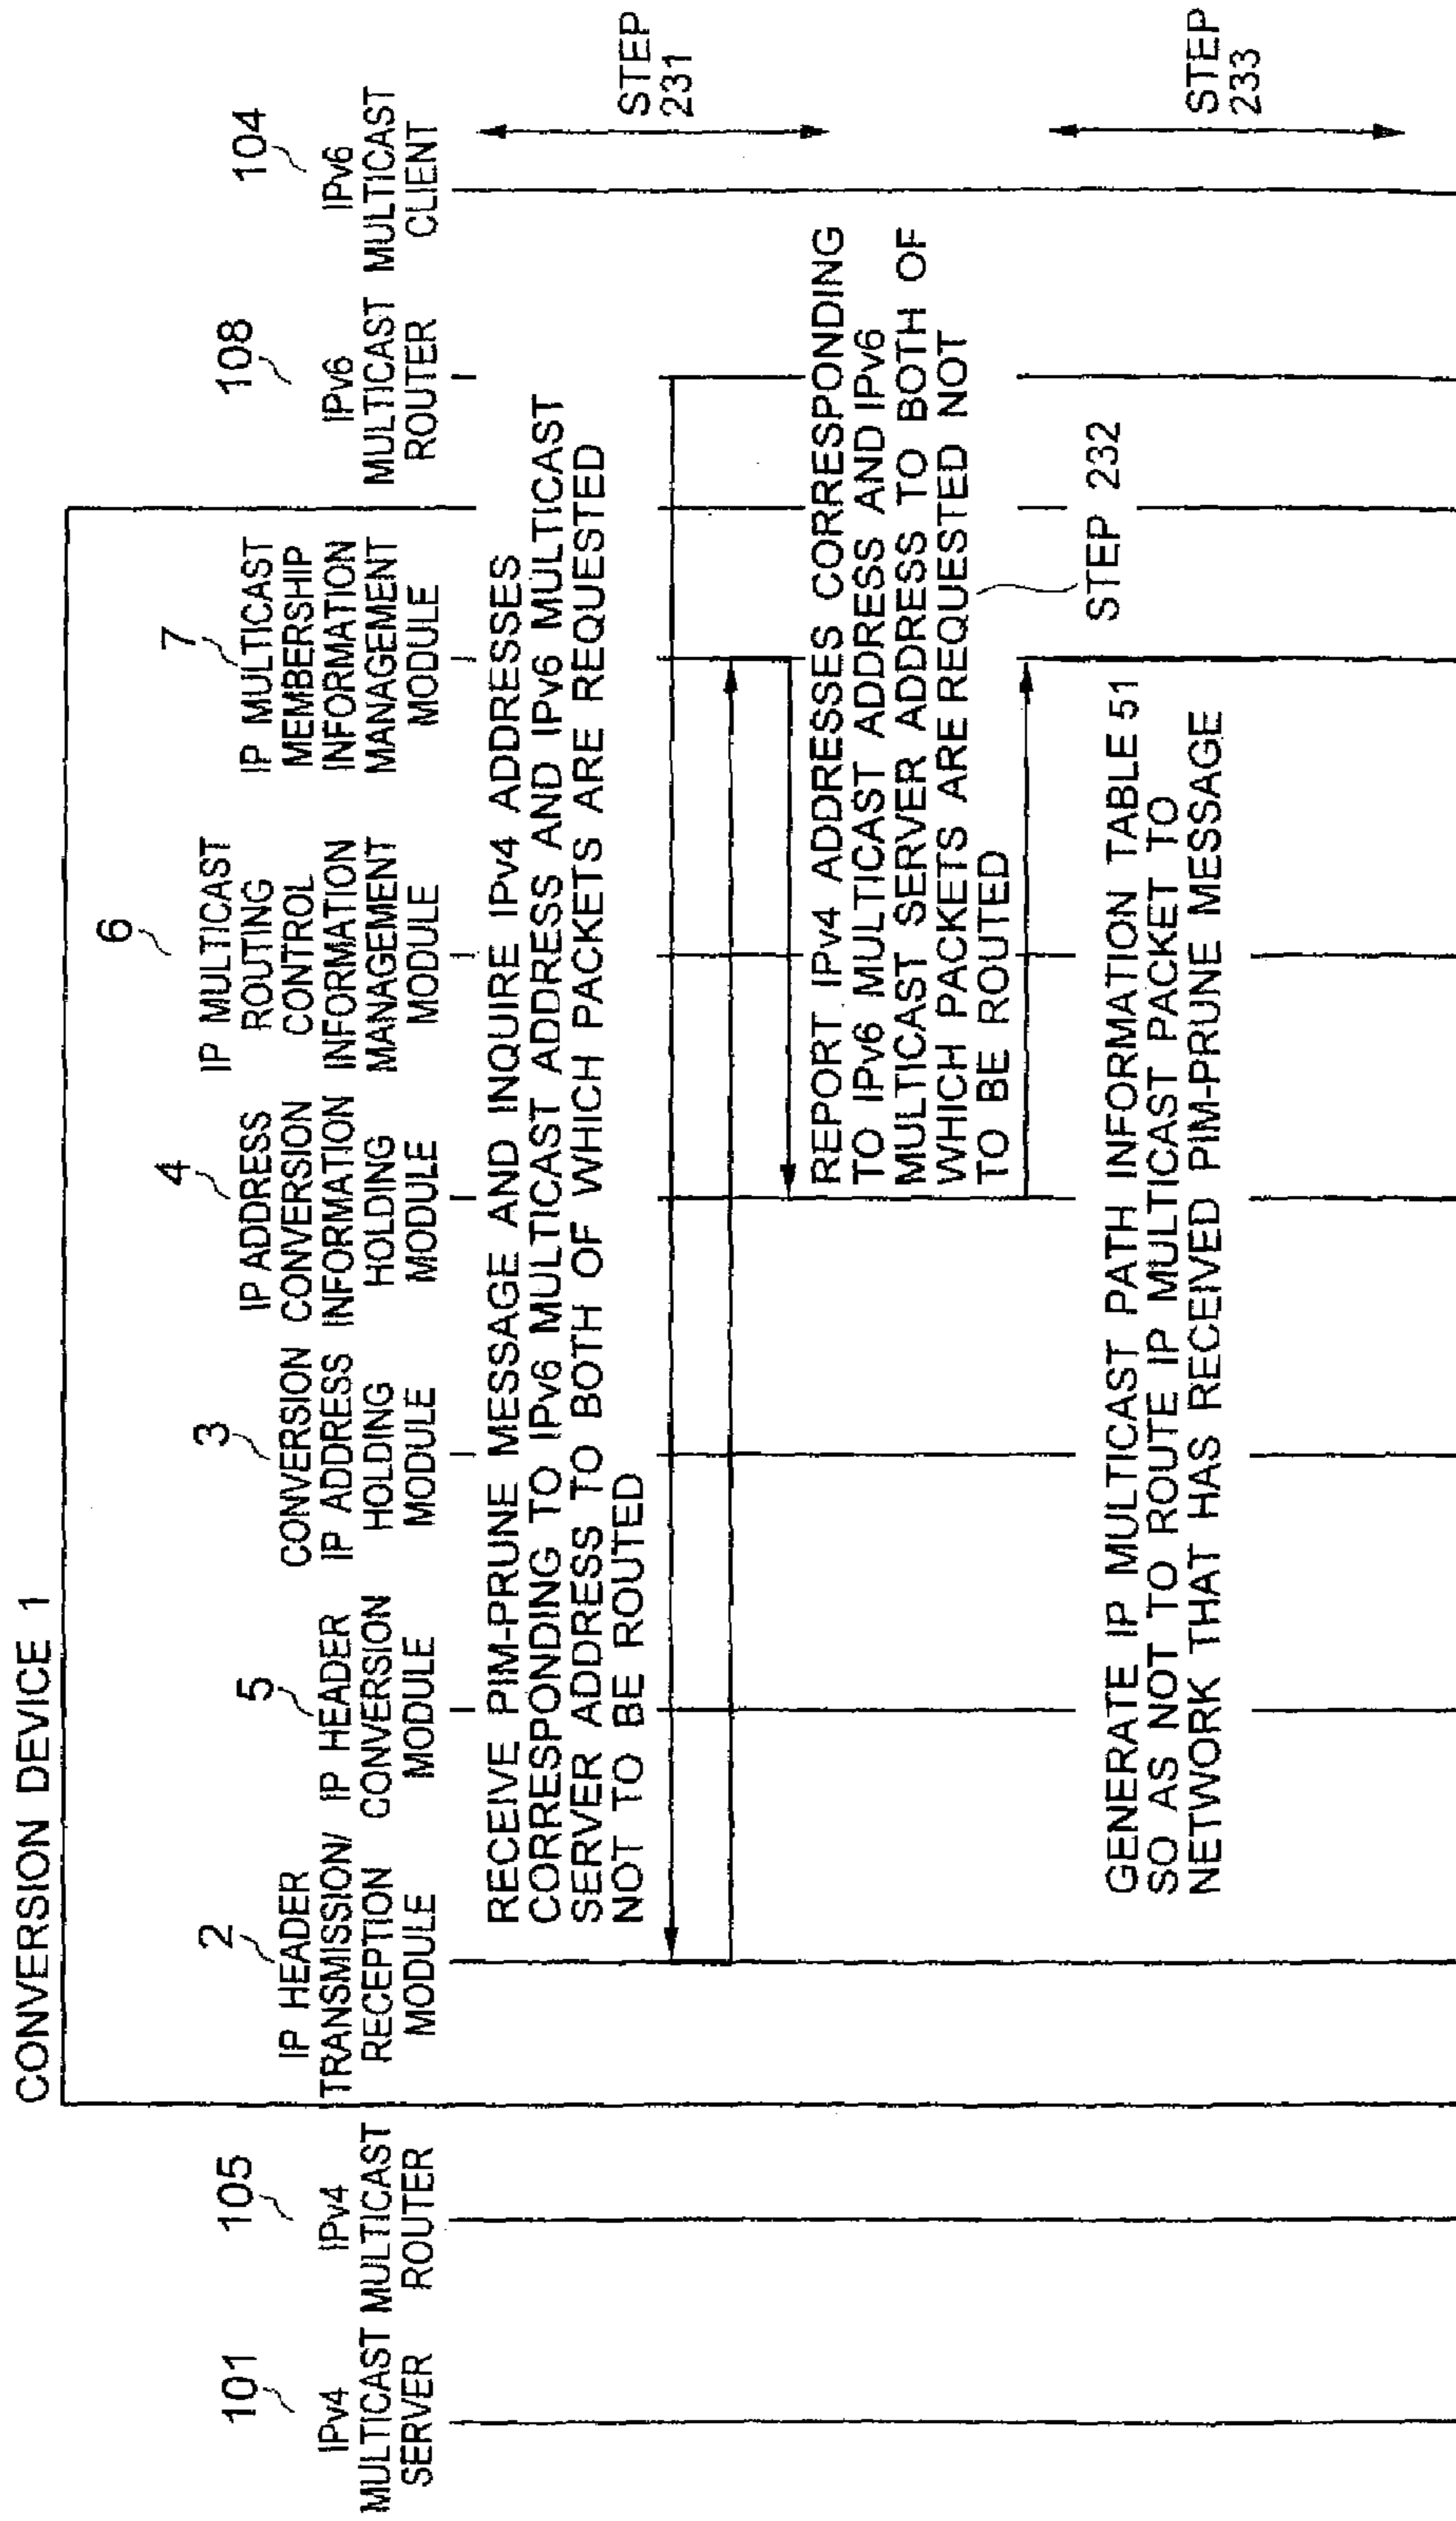 CONVERSION DEVICE 1
101
IPv4
MULTICAST
SERVER
105
IPv4
MULTICAST
ROUTER
2
IP HEADER
TRANSMISSION/
RECEPTION
MODULE
5
IP HEADER
CONVERSION
MODULE
3
CONVERSION
IP ADDRESS
HOLDING
MODULE
4
IP ADDRESS
CONVERSION
INFORMATION
HOLDING
MODULE
6
IP MULTICAST
ROUTING
CONTROL
INFORMATION
MANAGEMENT
MODULE
7
IP MULTICAST
MEMBERSHIP
INFORMATION
MANAGEMENT
MODULE
108
IPv6
MULTICAST
ROUTER
104
IPv6
MULTICAST
CLIENT
RECEIVE PIM-PRUNE MESSAGE AND INQUIRE IPv4 ADDRESSES
CORRESPONDING TO IPv6 MULTICAST ADDRESS AND IPv6 MULTICAST
SERVER ADDRESS TO BOTH OF WHICH PACKETS ARE REQUESTED
NOT TO BE ROUTED
STEP
231
REPORT IPv4 ADDRESSES CORRESPONDING
TO IPv6 MULTICAST ADDRESS AND IPv6
MULTICAST SERVER ADDRESS TO BOTH OF
WHICH PACKETS ARE REQUESTED NOT
TO BE ROUTED
STEP 232
GENERATE IP MULTICAST PATH INFORMATION TABLE 51
SO AS NOT TO ROUTE IP MULTICAST PACKET TO
NETWORK THAT HAS RECEIVED PIM-PRUNE MESSAGE
STEP
233